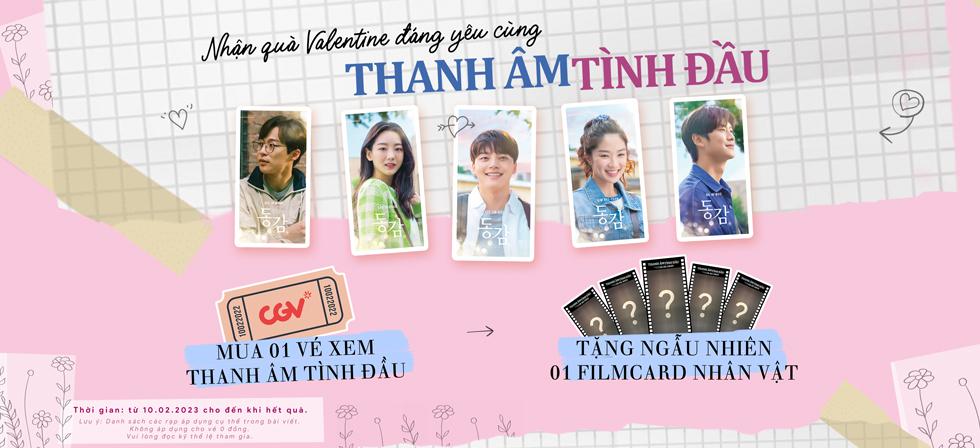 Nhận quà Valentine đáng yêu cùng
THANH ÂM TÌNH ĐẦU
동감
동감
동감
동감
동감
CGV
10022022
10022022
MUA 01 VÉ XEM
THANH ÂM TÌNH ĐẦU
?
?
?
?
?
TẶNG NGẪU NHIÊN
01 FILMCARD NHÂN VẬT
Thời gian: từ 10.02.2023 cho đến khi hết quà.
Lưu ý: Danh sách các rạp áp dụng cụ thể trong bài viết.
Không áp dụng cho vé 0 đồng.
Vui lòng đọc kỹ thể lệ tham gia.